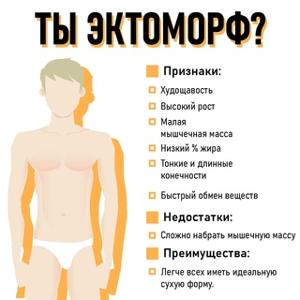 ТЫ ЭКТОМОРФ?
Признаки:
Худощавость
Высокий рост
Малая
мышчечная масса
Низкий % жира
Тонкие и длинные
конечности
Быстрый обмен веществ
Недостатки:
Сложно набрать мышечную массу
Преимущества:
Легче всех иметь идеальную
сухую форму.